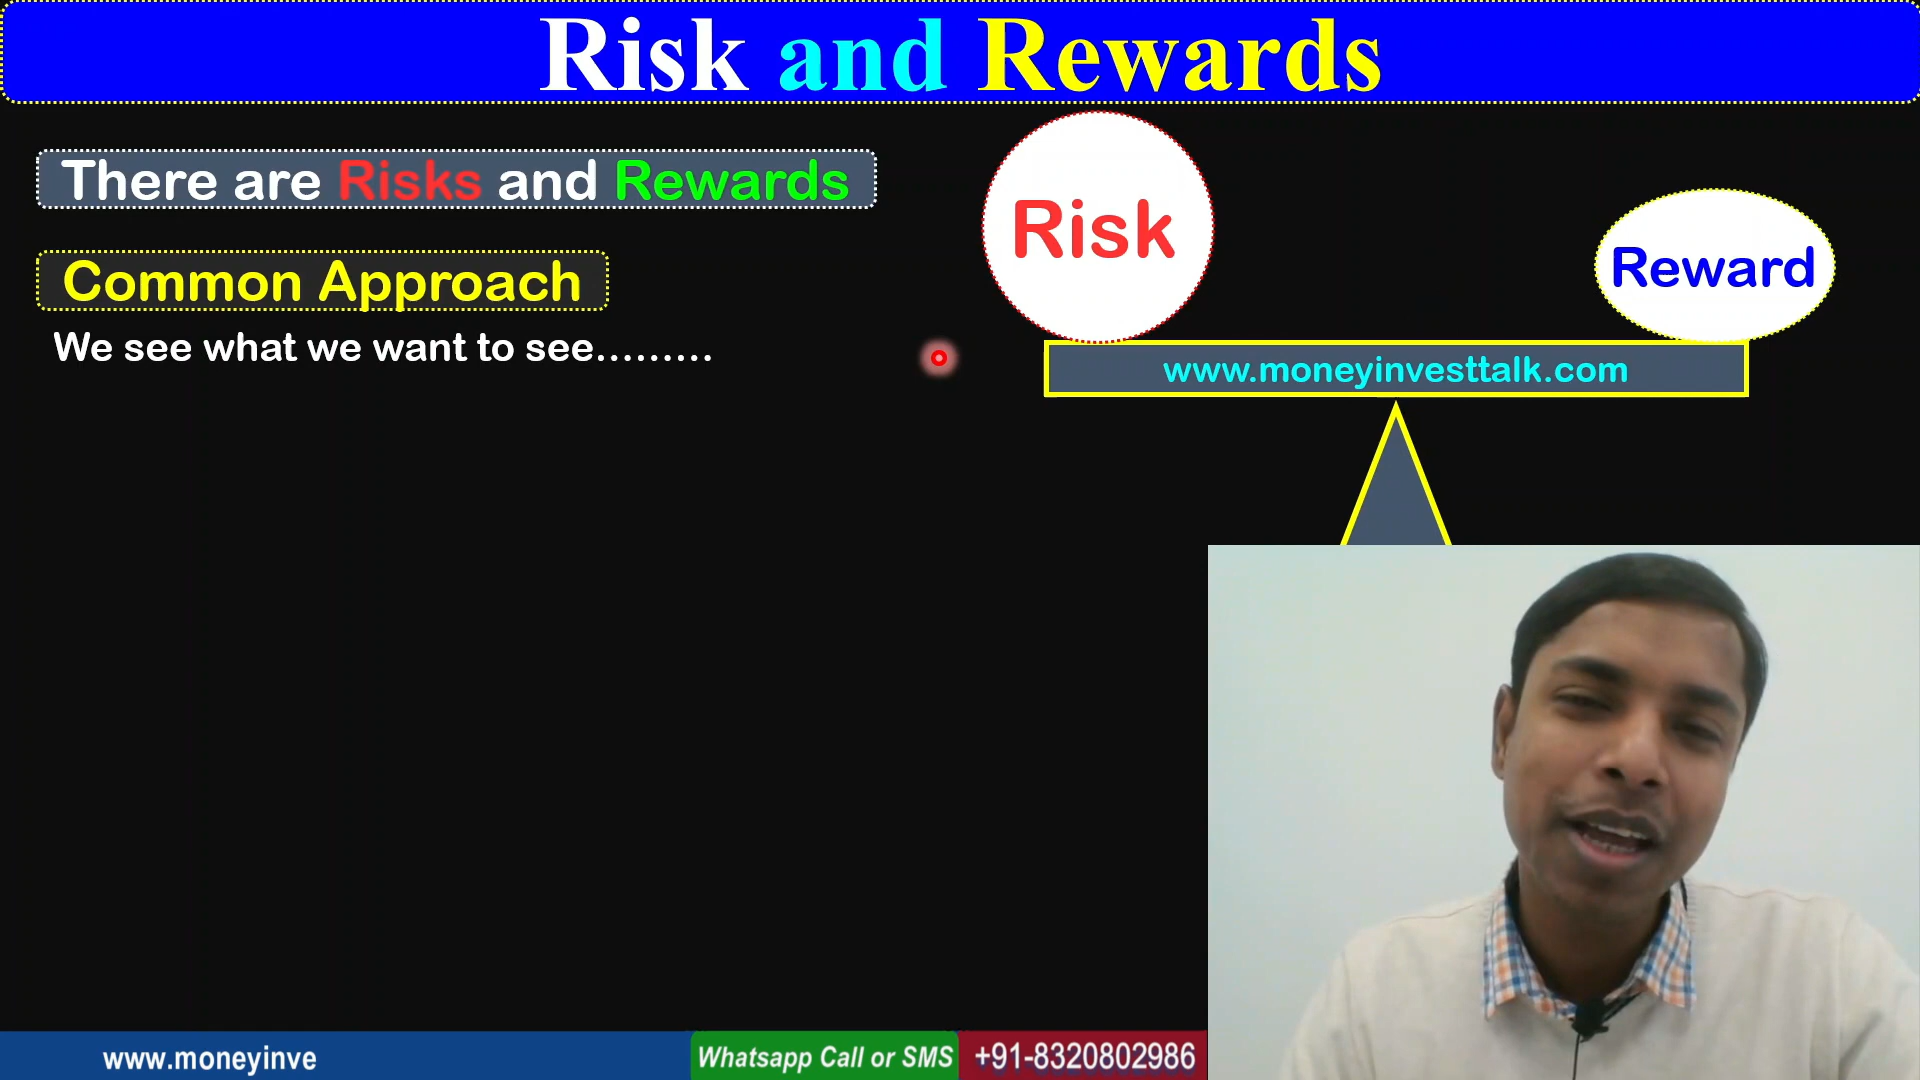 Risk and Rewards
There are Risks and Rewards
Common Approach
We see what we want to see.........
Risk
Reward
www.moneyinvesttalk.com
www.moneyinve
Whatsapp Call or SMS
+91-8320802986